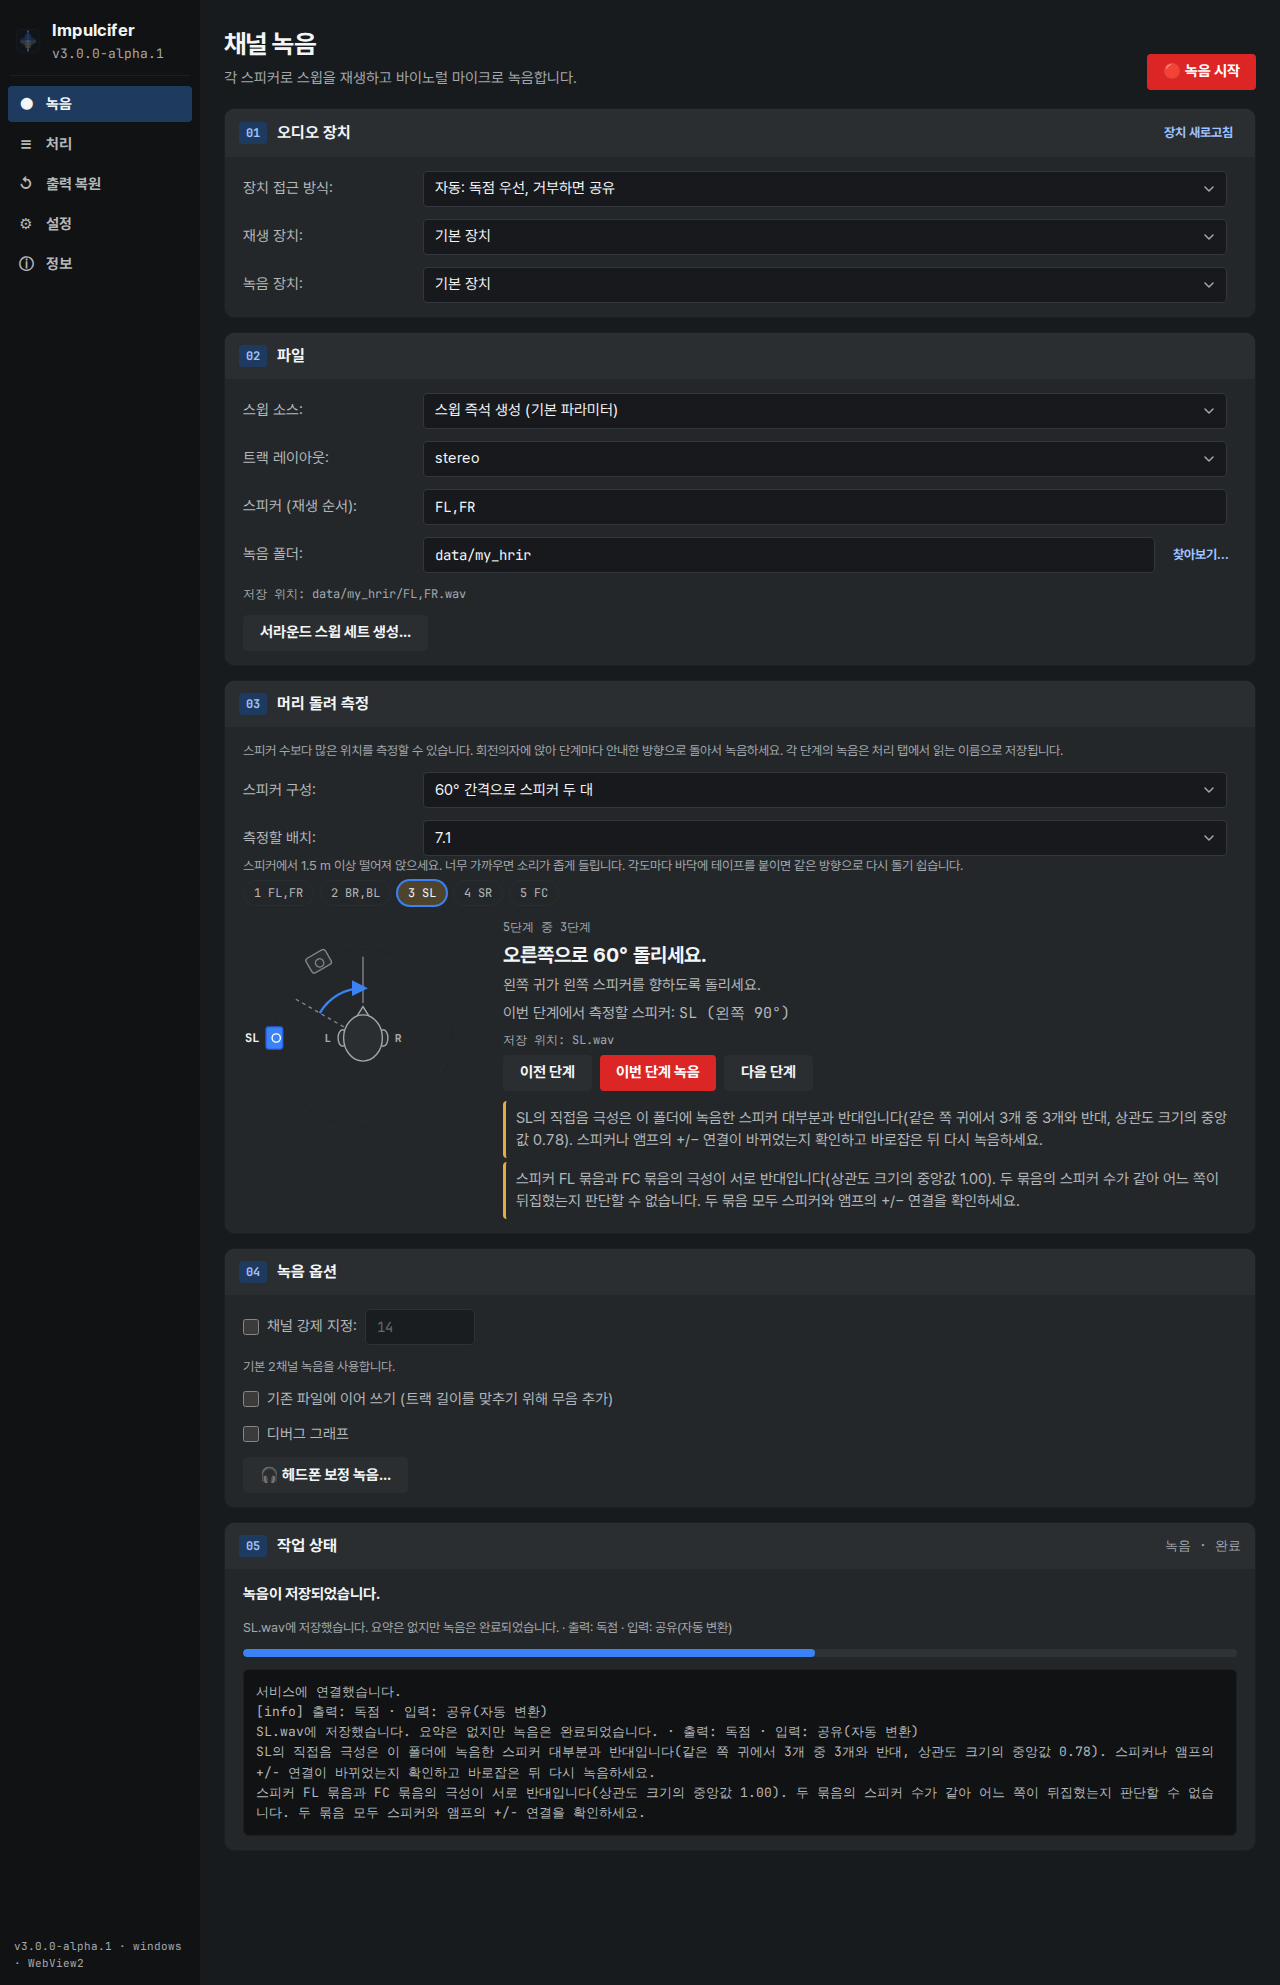 Impulcifer
v3.0.0-alpha.1
녹음
처리
출력 복원
설정
정보
채널 녹음
각 스피커로 스윕을 재생하고 바이노럴 마이크로 녹음합니다.
녹음 시작
01 오디오 장치
장치 새로고침
장치 접근 방식:
자동: 독점 우선, 거부하면 공유
재생 장치:
기본 장치
녹음 장치:
기본 장치
02 파일
스윕 소스:
스윕 즉석 생성 (기본 파라미터)
트랙 레이아웃:
stereo
스피커 (재생 순서):
FL,FR
녹음 폴더:
data/my_hrir
찾아보기...
저장 위치: data/my_hrir/FL,FR.wav
서라운드 스윕 세트 생성...
03 머리 돌려 측정
스피커 수보다 많은 위치를 측정할 수 있습니다. 회전의자에 앉아 단계마다 안내한 방향으로 돌아서 녹음하세요. 각 단계의 녹음은 처리 탭에서 읽는 이름으로 저장됩니다.
스피커 구성:
60° 간격으로 스피커 두 대
측정할 배치:
7.1
스피커에서 1.5 m 이상 떨어져 앉으세요. 너무 가까우면 소리가 좁게 들립니다. 각도마다 바닥에 테이프를 붙이면 같은 방향으로 다시 돌기 쉽습니다.
1 FL,FR
2 BR,BL
3 SL
4 SR
5 FC
SL
L
R
5단계 중 3단계
오른쪽으로 60° 돌리세요.
왼쪽 귀가 왼쪽 스피커를 향하도록 돌리세요.
이번 단계에서 측정할 스피커: SL (왼쪽 90°)
저장 위치: SL.wav
이전 단계
이번 단계 녹음
다음 단계
SL의 직접음 극성은 이 폴더에 녹음한 스피커 대부분과 반대입니다(같은 쪽 귀에서 3개 중 3개와 반대, 상관도 크기의 중앙
값 0.78). 스피커나 앰프의 +/− 연결이 바뀌었는지 확인하고 바로잡은 뒤 다시 녹음하세요.
스피커 FL 묶음과 FC 묶음의 극성이 서로 반대입니다(상관도 크기의 중앙값 1.00). 두 묶음의 스피커 수가 같아 어느 쪽이
뒤집혔는지 판단할 수 없습니다. 두 묶음 모두 스피커와 앰프의 +/− 연결을 확인하세요.
04 녹음 옵션
채널 강제 지정:
14
기본 2채널 녹음을 사용합니다.
기존 파일에 이어 쓰기 (트랙 길이를 맞추기 위해 무음 추가)
디버그 그래프
헤드폰 보정 녹음...
05 작업 상태
녹음 · 완료
녹음이 저장되었습니다.
SL.wav에 저장했습니다. 요약은 없지만 녹음은 완료되었습니다. · 출력: 독점 · 입력: 공유(자동 변환)
서비스에 연결했습니다.
[info] 출력: 독점 · 입력: 공유(자동 변환)
SL.wav에 저장했습니다. 요약은 없지만 녹음은 완료되었습니다. · 출력: 독점 · 입력: 공유(자동 변환)
SL의 직접음 극성은 이 폴더에 녹음한 스피커 대부분과 반대입니다(같은 쪽 귀에서 3개 중 3개와 반대, 상관도 크기의 중앙값 0.78). 스피커나 앰프의
+/− 연결이 바뀌었는지 확인하고 바로잡은 뒤 다시 녹음하세요.
스피커 FL 묶음과 FC 묶음의 극성이 서로 반대입니다(상관도 크기의 중앙값 1.00). 두 묶음의 스피커 수가 같아 어느 쪽이 뒤집혔는지 판단할 수 없습
니다. 두 묶음 모두 스피커와 앰프의 +/− 연결을 확인하세요.
v3.0.0-alpha.1 · windows
· WebView2